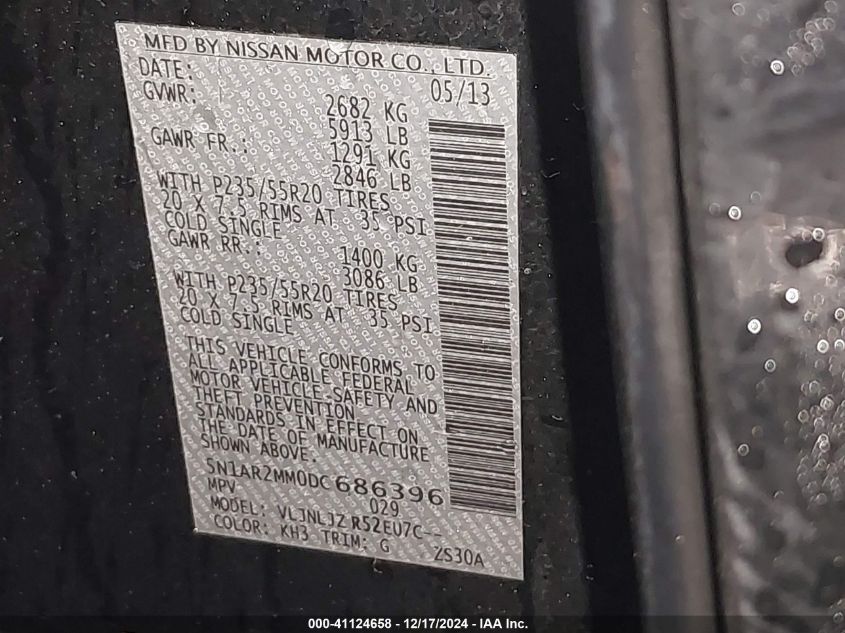 MFD BY NISSAN MOTOR CO., LTD.
DATE: 05/13
GVWR: 2682 KG
5913 LB
GAWR FR.: 1291 KG
2846 LB
WITH P235/55R20 TIRES
20 X 7.5 RIMS AT 35 PSI
COLD SINGLE
GAWR RR.: 1400 KG
3086 LB
WITH P235/55R20 TIRES
20 X 7.5 RIMS AT 35 PSI
COLD SINGLE
THIS VEHICLE CONFORMS TO
ALL APPLICABLE FEDERAL
MOTOR VEHICLE SAFETY AND
THEFT PREVENTION
STANDARDS IN EFFECT ON
THE DATE OF MANUFACTURE
SHOWN ABOVE:
5N1AR2MM0DC686396
MPV 029
MODEL: VLJNLJZ R52EU7C--
COLOR: KH3 TRIM: G 2S30A
000-41124658 - 12/17/2024 - IAA Inc.